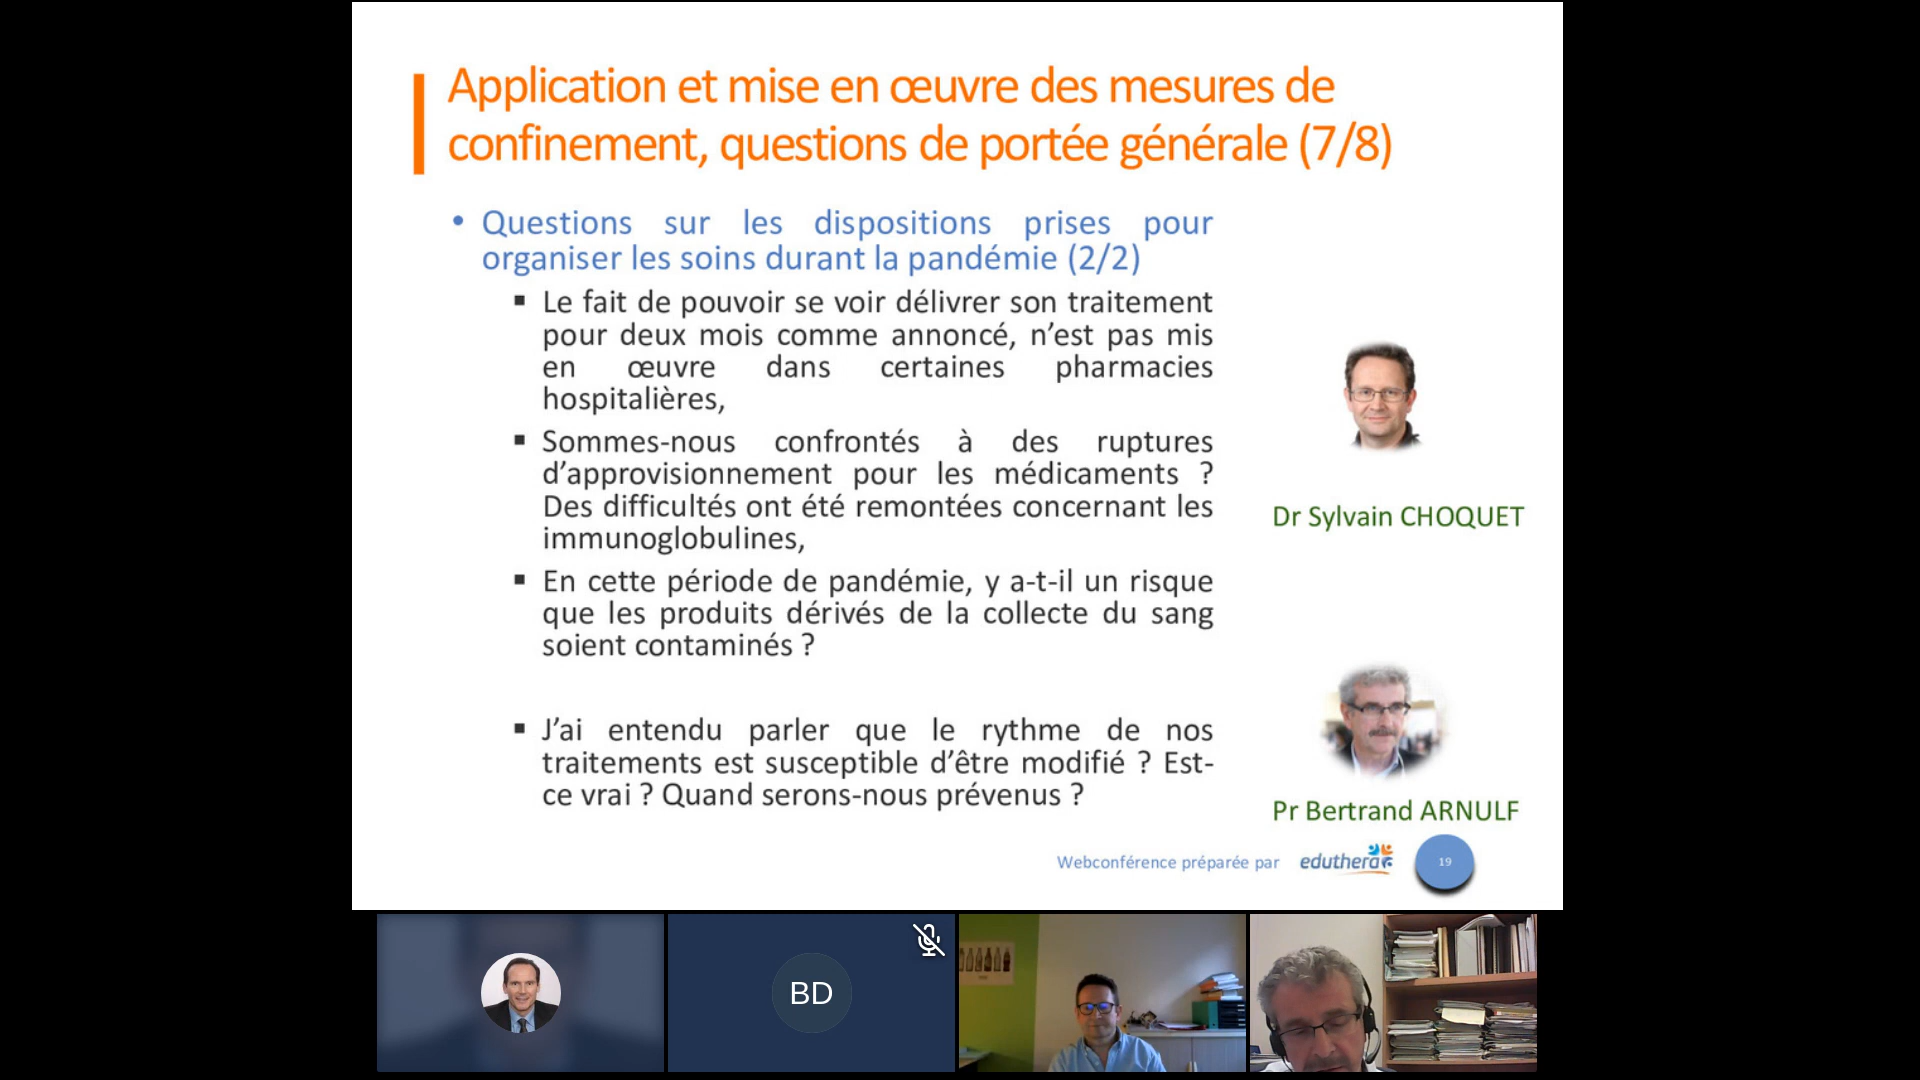 Application et mise en œuvre des mesures de
confinement, questions de portée générale (7/8)
• Questions sur les dispositions prises pour
organiser les soins durant la pandémie (2/2)
▪ Le fait de pouvoir se voir délivrer son traitement
pour deux mois comme annoncé, n’est pas mis
en œuvre dans certaines pharmacies
hospitalières,
▪ Sommes-nous confrontés à des ruptures
d’approvisionnement pour les médicaments ?
Des difficultés ont été remontées concernant les
immunoglobulines,
▪ En cette période de pandémie, y a-t-il un risque
que les produits dérivés de la collecte du sang
soient contaminés ?
Dr Sylvain CHOQUET
▪ J’ai entendu parler que le rythme de nos
traitements est susceptible d’être modifié ? Est-
ce vrai ? Quand serons-nous prévenus ?
Pr Bertrand ARNULF
Webconférence préparée par eduthera 19
BD